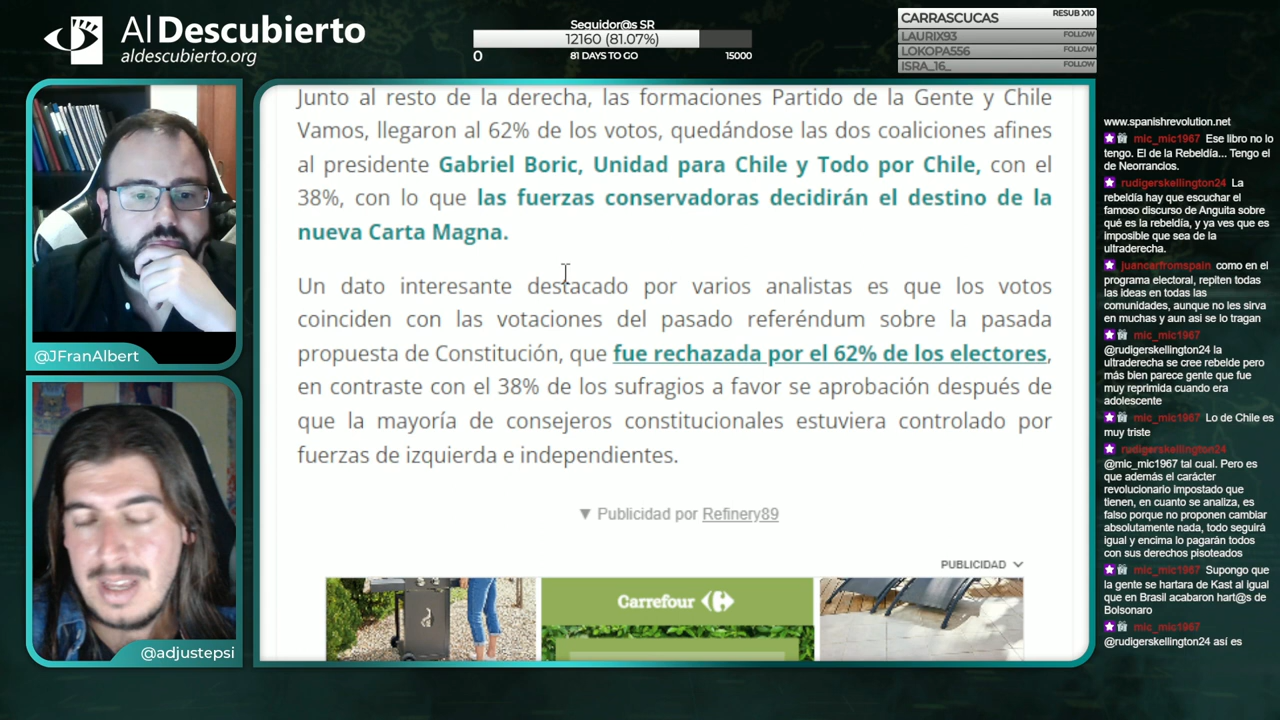 Al Descubierto
aldescubierto.org
Seguidor@s SR
12160 (81.07%)
0
81 DAYS TO GO
15000
CARRASCUCAS
RESUB X10
LAURIX93
FOLLOW
LOKOPA556
FOLLOW
ISRA_16_
FOLLOW
@JFranAlbert
@adjustepsi
Junto al resto de la derecha, las formaciones Partido de la Gente y Chile
Vamos, llegaron al 62% de los votos, quedándose las dos coaliciones afines
al presidente Gabriel Boric, Unidad para Chile y Todo por Chile, con el
38%, con lo que las fuerzas conservadoras decidirán el destino de la
nueva Carta Magna.
Un dato interesante destacado por varios analistas es que los votos
coinciden con las votaciones del pasado referéndum sobre la pasada
propuesta de Constitución, que fue rechazada por el 62% de los electores,
en contraste con el 38% de los sufragios a favor se aprobación después de
que la mayoría de consejeros constitucionales estuviera controlado por
fuerzas de izquierda e independientes.
▼ Publicidad por Refinery89
PUBLICIDAD
Carrefour
www.spanishrevolution.net
mic_mic1967 Ese libro no lo
tengo. El de la Rebeldía... Tengo el
de Neorrancios.
rudigerskellington24 La
rebeldía hay que escuchar el
famoso discurso de Anguita sobre
qué es la rebeldía, y ya ves que es
imposible que sea de la
ultraderecha.
juancarfromspain como en el
programa electoral, repiten todas
las ideas en todas las
comunidades, aunque no les sirva
en muchas y aun asi se lo tragan
mic_mic1967
@rudigerskellington24 la
ultraderecha se cree rebelde pero
más bien parece gente que fue
muy reprimida cuando era
adolescente
mic_mic1967 Lo de Chile es
muy triste
rudigerskellington24
@mic_mic1967 tal cual. Pero es
que además el carácter
revolucionario impostado que
tienen, en cuanto se analiza, es
falso porque no proponen cambiar
absolutamente nada, todo seguirá
igual y encima lo pagarán todos
con sus derechos pisoteados
mic_mic1967 Supongo que
la gente se hartara de Kast al igual
que en Brasil acabaron hart@s de
Bolsonaro
mic_mic1967
@rudigerskellington24 así es